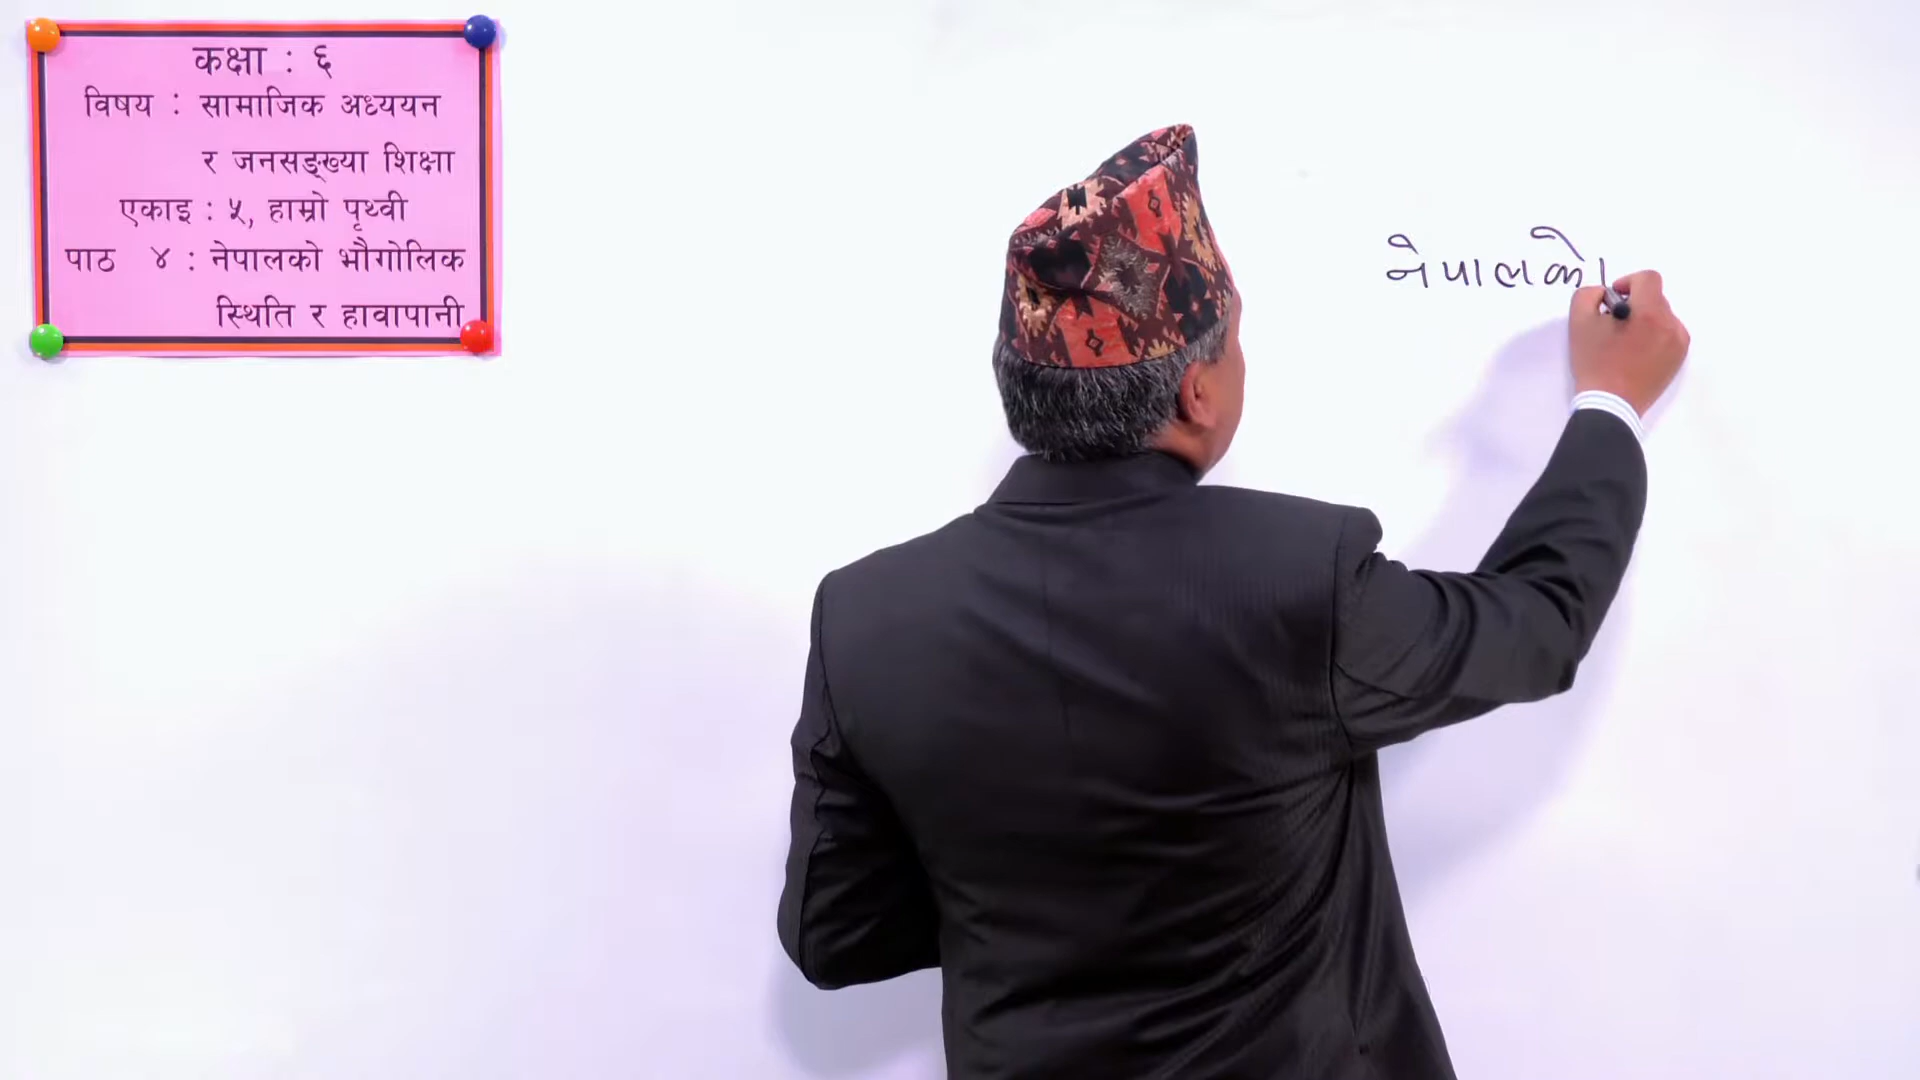 कक्षा : ६
विषय : सामाजिक अध्ययन
र जनसङ्ख्या शिक्षा
एकाइ : ५, हाम्रो पृथ्वी
पाठ ४ : नेपालको भौगोलिक
स्थिति र हावापानी
नेपालको